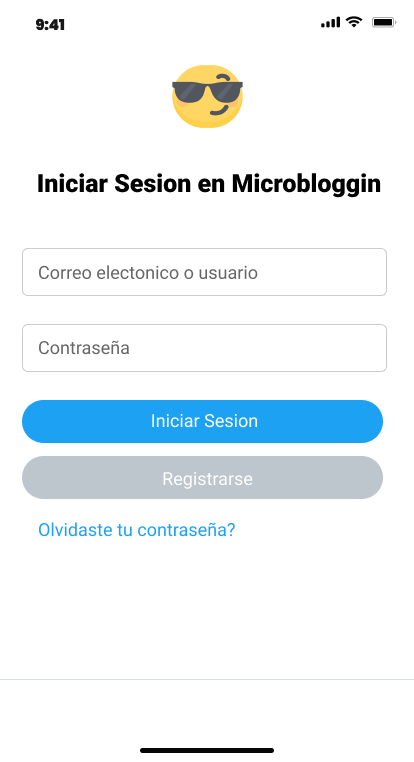 9:41
Iniciar Sesion en Microbloggin
Correo electonico o usuario
Contraseña
Iniciar Sesion
Registrarse
Olvidaste tu contraseña?